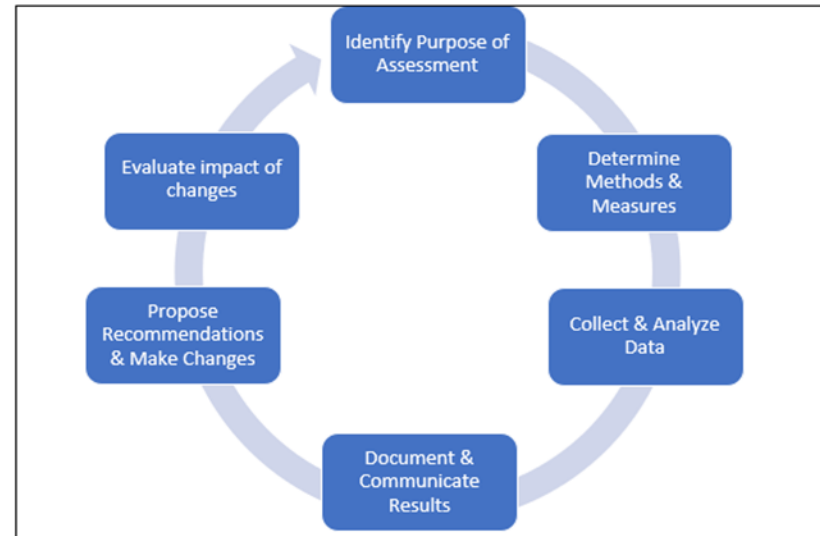 Identify Purpose of
Assessment
Determine
Methods &
Measures
Collect & Analyze
Data
Document &
Communicate
Results
Propose
Recommendations
& Make Changes
Evaluate impact of
changes